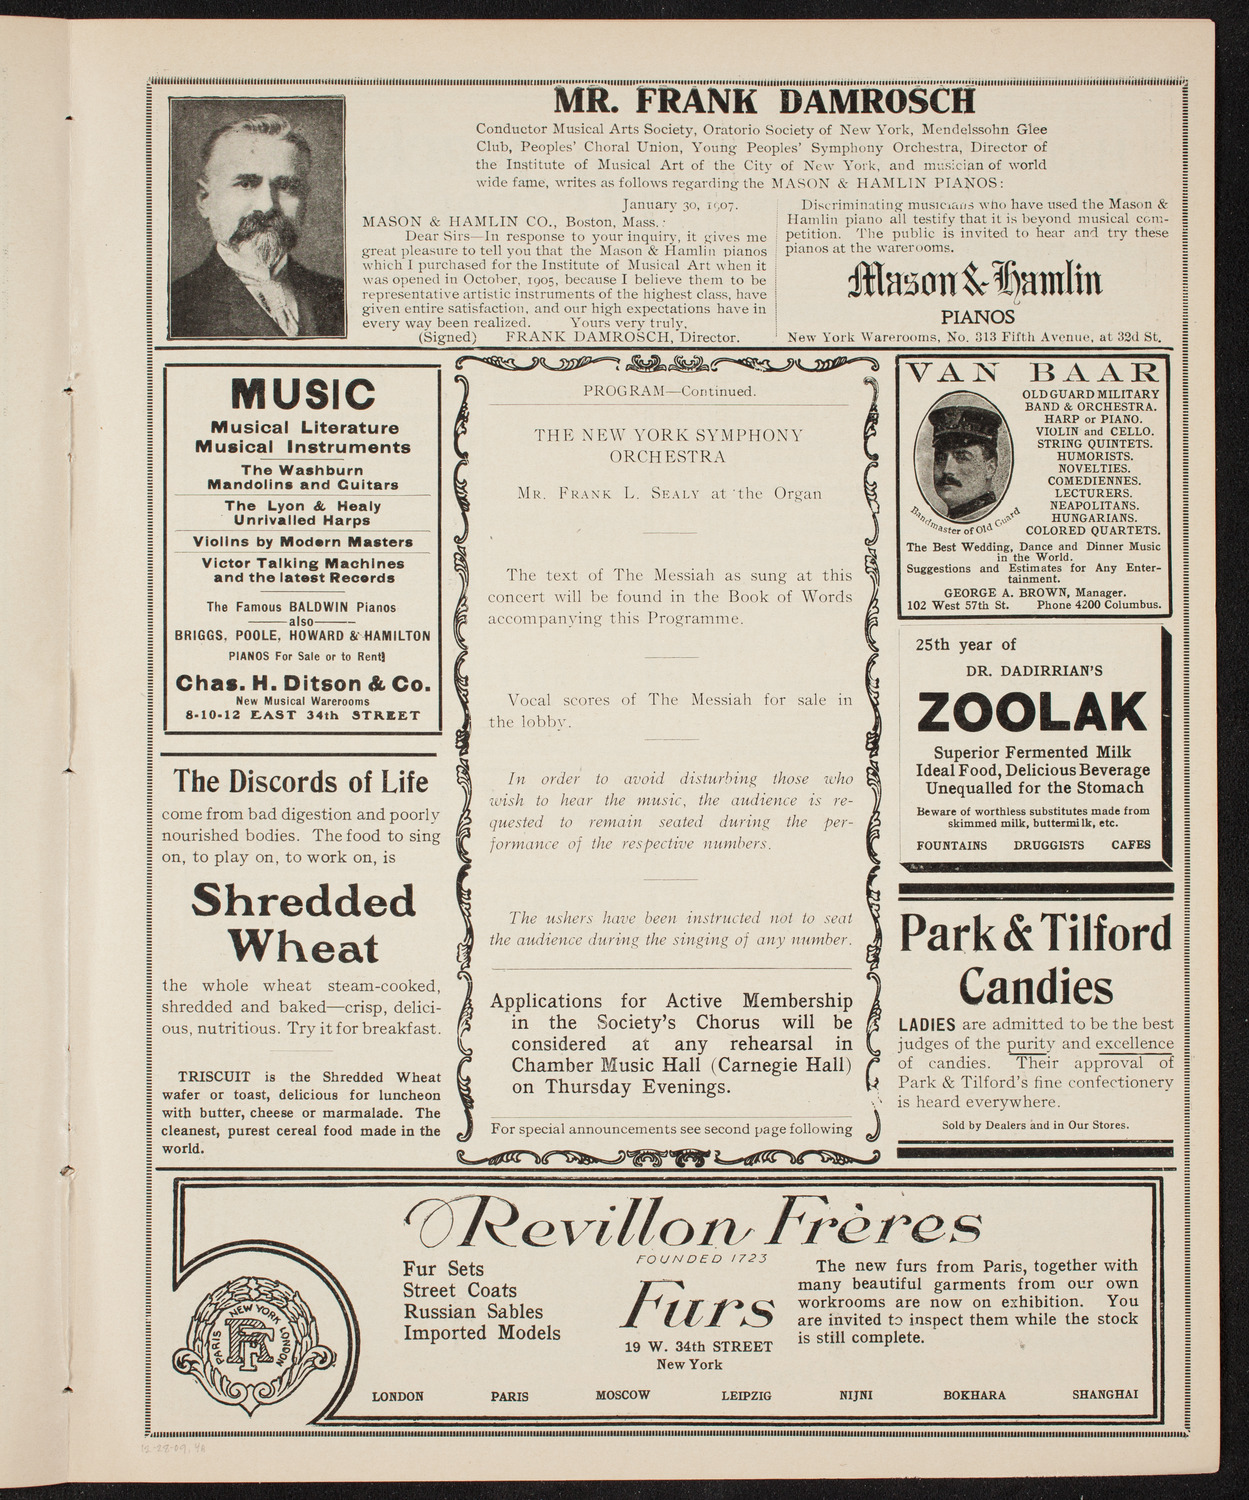 MR. FRANK DAMROSCH
Conductor Musical Arts Society, Oratorio Society of New York, Mendelssohn Glee
Club, Peoples' Choral Union, Young Peoples' Symphony Orchestra, Director of
the Institute of Musical Art of the City of New York, and musician of world
wide fame, writes as follows regarding the MASON & HAMLIN PIANOS:
January 30, 1907.
MASON & HAMLIN CO., Boston, Mass.:
Dear Sirs—In response to your inquiry, it gives me
great pleasure to tell you that the Mason & Hamlin pianos
which I purchased for the Institute of Musical Art when it
was opened in October, 1905, because I believe them to be
representative artistic instruments of the highest class, have
given entire satisfaction, and our high expectations have in
every way been realized. Yours very truly,
(Signed) FRANK DAMROSCH, Director.
Discriminating musicians who have used the Mason &
Hamlin piano all testify that it is beyond musical com-
petition. The public is invited to hear and try these
pianos at the warerooms.
Mason & Hamlin
PIANOS
New York Warerooms, No. 313 Fifth Avenue, at 32d St.
MUSIC
Musical Literature
Musical Instruments
The Washburn
Mandolins and Guitars
The Lyon & Healy
Unrivalled Harps
Violins by Modern Masters
Victor Talking Machines
and the latest Records
The Famous BALDWIN Pianos
also
BRIGGS, POOLE, HOWARD & HAMILTON
PIANOS For Sale or to Rent
Chas. H. Ditson & Co.
New Musical Warerooms
8-10-12 EAST 34th STREET
The Discords of Life
come from bad digestion and poorly
nourished bodies. The food to sing
on, to play on, to work on, is
Shredded
Wheat
the whole wheat steam-cooked,
shredded and baked—crisp, delici-
ous, nutritious. Try it for breakfast.
TRISCUIT is the Shredded Wheat
wafer or toast, delicious for luncheon
with butter, cheese or marmalade. The
cleanest, purest cereal food made in the
world.
PROGRAM—Continued.
THE NEW YORK SYMPHONY
ORCHESTRA
MR. FRANK L. SEALY at the Organ
The text of The Messiah as sung at this
concert will be found in the Book of Words
accompanying this Programme.
Vocal scores of The Messiah for sale in
the lobby.
In order to avoid disturbing those who
wish to hear the music, the audience is re-
quested to remain seated during the per-
formance of the respective numbers.
The ushers have been instructed not to seat
the audience during the singing of any number.
Applications for Active Membership
in the Society's Chorus will be
considered at any rehearsal in
Chamber Music Hall (Carnegie Hall)
on Thursday Evenings.
For special announcements see second page following
VAN BAAR
OLD GUARD MILITARY
BAND & ORCHESTRA.
HARP or PIANO.
VIOLIN and CELLO.
STRING QUINTETS.
HUMORISTS.
NOVELTIES.
COMEDIENNES.
LECTURERS.
NEAPOLITANS.
HUNGARIANS.
COLORED QUARTETS.
Bandmaster of Old Guard
The Best Wedding, Dance and Dinner Music
in the World.
Suggestions and Estimates for Any Enter-
tainment.
GEORGE A. BROWN, Manager.
102 West 57th St. Phone 4200 Columbus.
25th year of
DR. DADIRRIAN'S
ZOOLAK
Superior Fermented Milk
Ideal Food, Delicious Beverage
Unequalled for the Stomach
Beware of worthless substitutes made from
skimmed milk, buttermilk, etc.
FOUNTAINS DRUGGISTS CAFES
Park & Tilford
Candies
LADIES are admitted to be the best
judges of the purity and excellence
of candies. Their approval of
Park & Tilford's fine confectionery
is heard everywhere.
Sold by Dealers and in Our Stores.
Revillon Frères
FOUNDED 1723
Fur Sets
Street Coats
Russian Sables
Imported Models
Furs
19 W. 34th STREET
New York
The new furs from Paris, together with
many beautiful garments from our own
workrooms are now on exhibition. You
are invited to inspect them while the stock
is still complete.
PARIS NEW YORK LONDON
RF
LONDON PARIS MOSCOW LEIPZIG NIJNI BOKHARA SHANGHAI
12-28-09, 4A